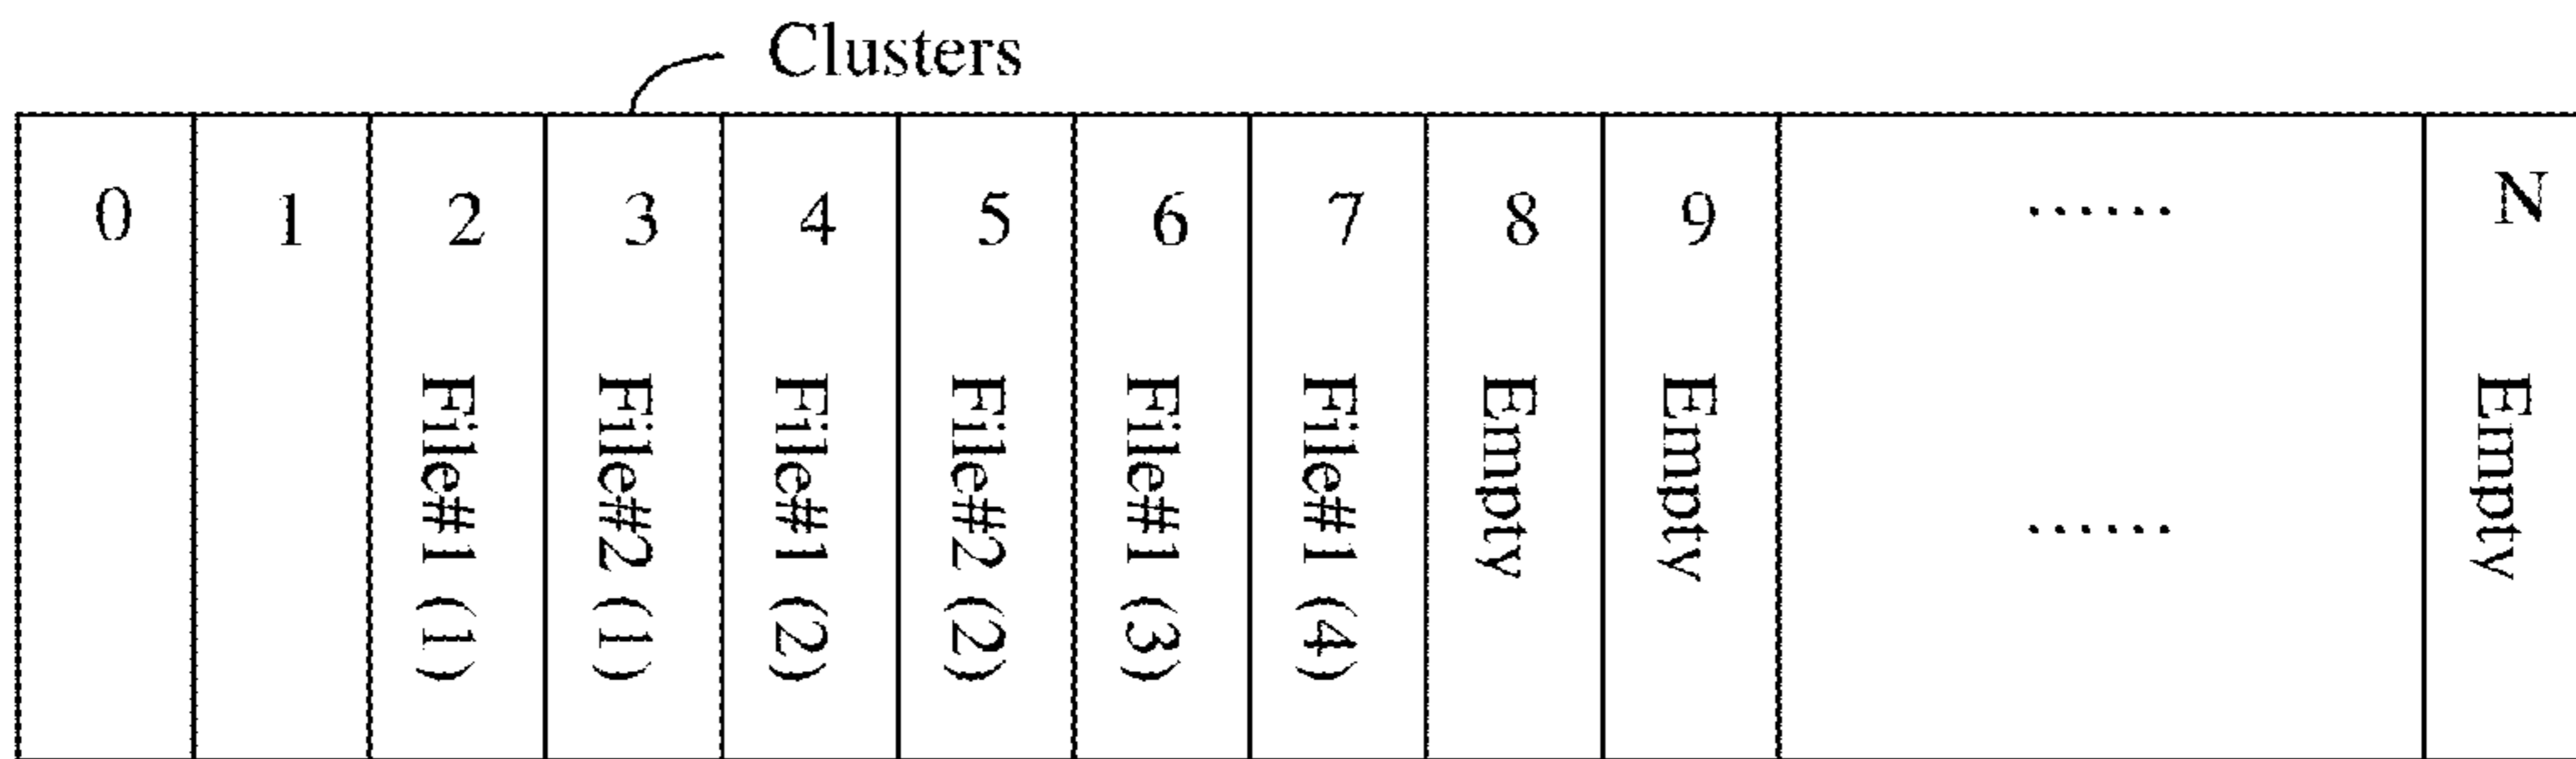 Clusters
0 1 2 3 4 5 6 7 8 9 ...... N
File#1 (1) File#2 (1) File#1 (2) File#2 (2) File#1 (3) File#1 (4) Empty Empty ...... Empty